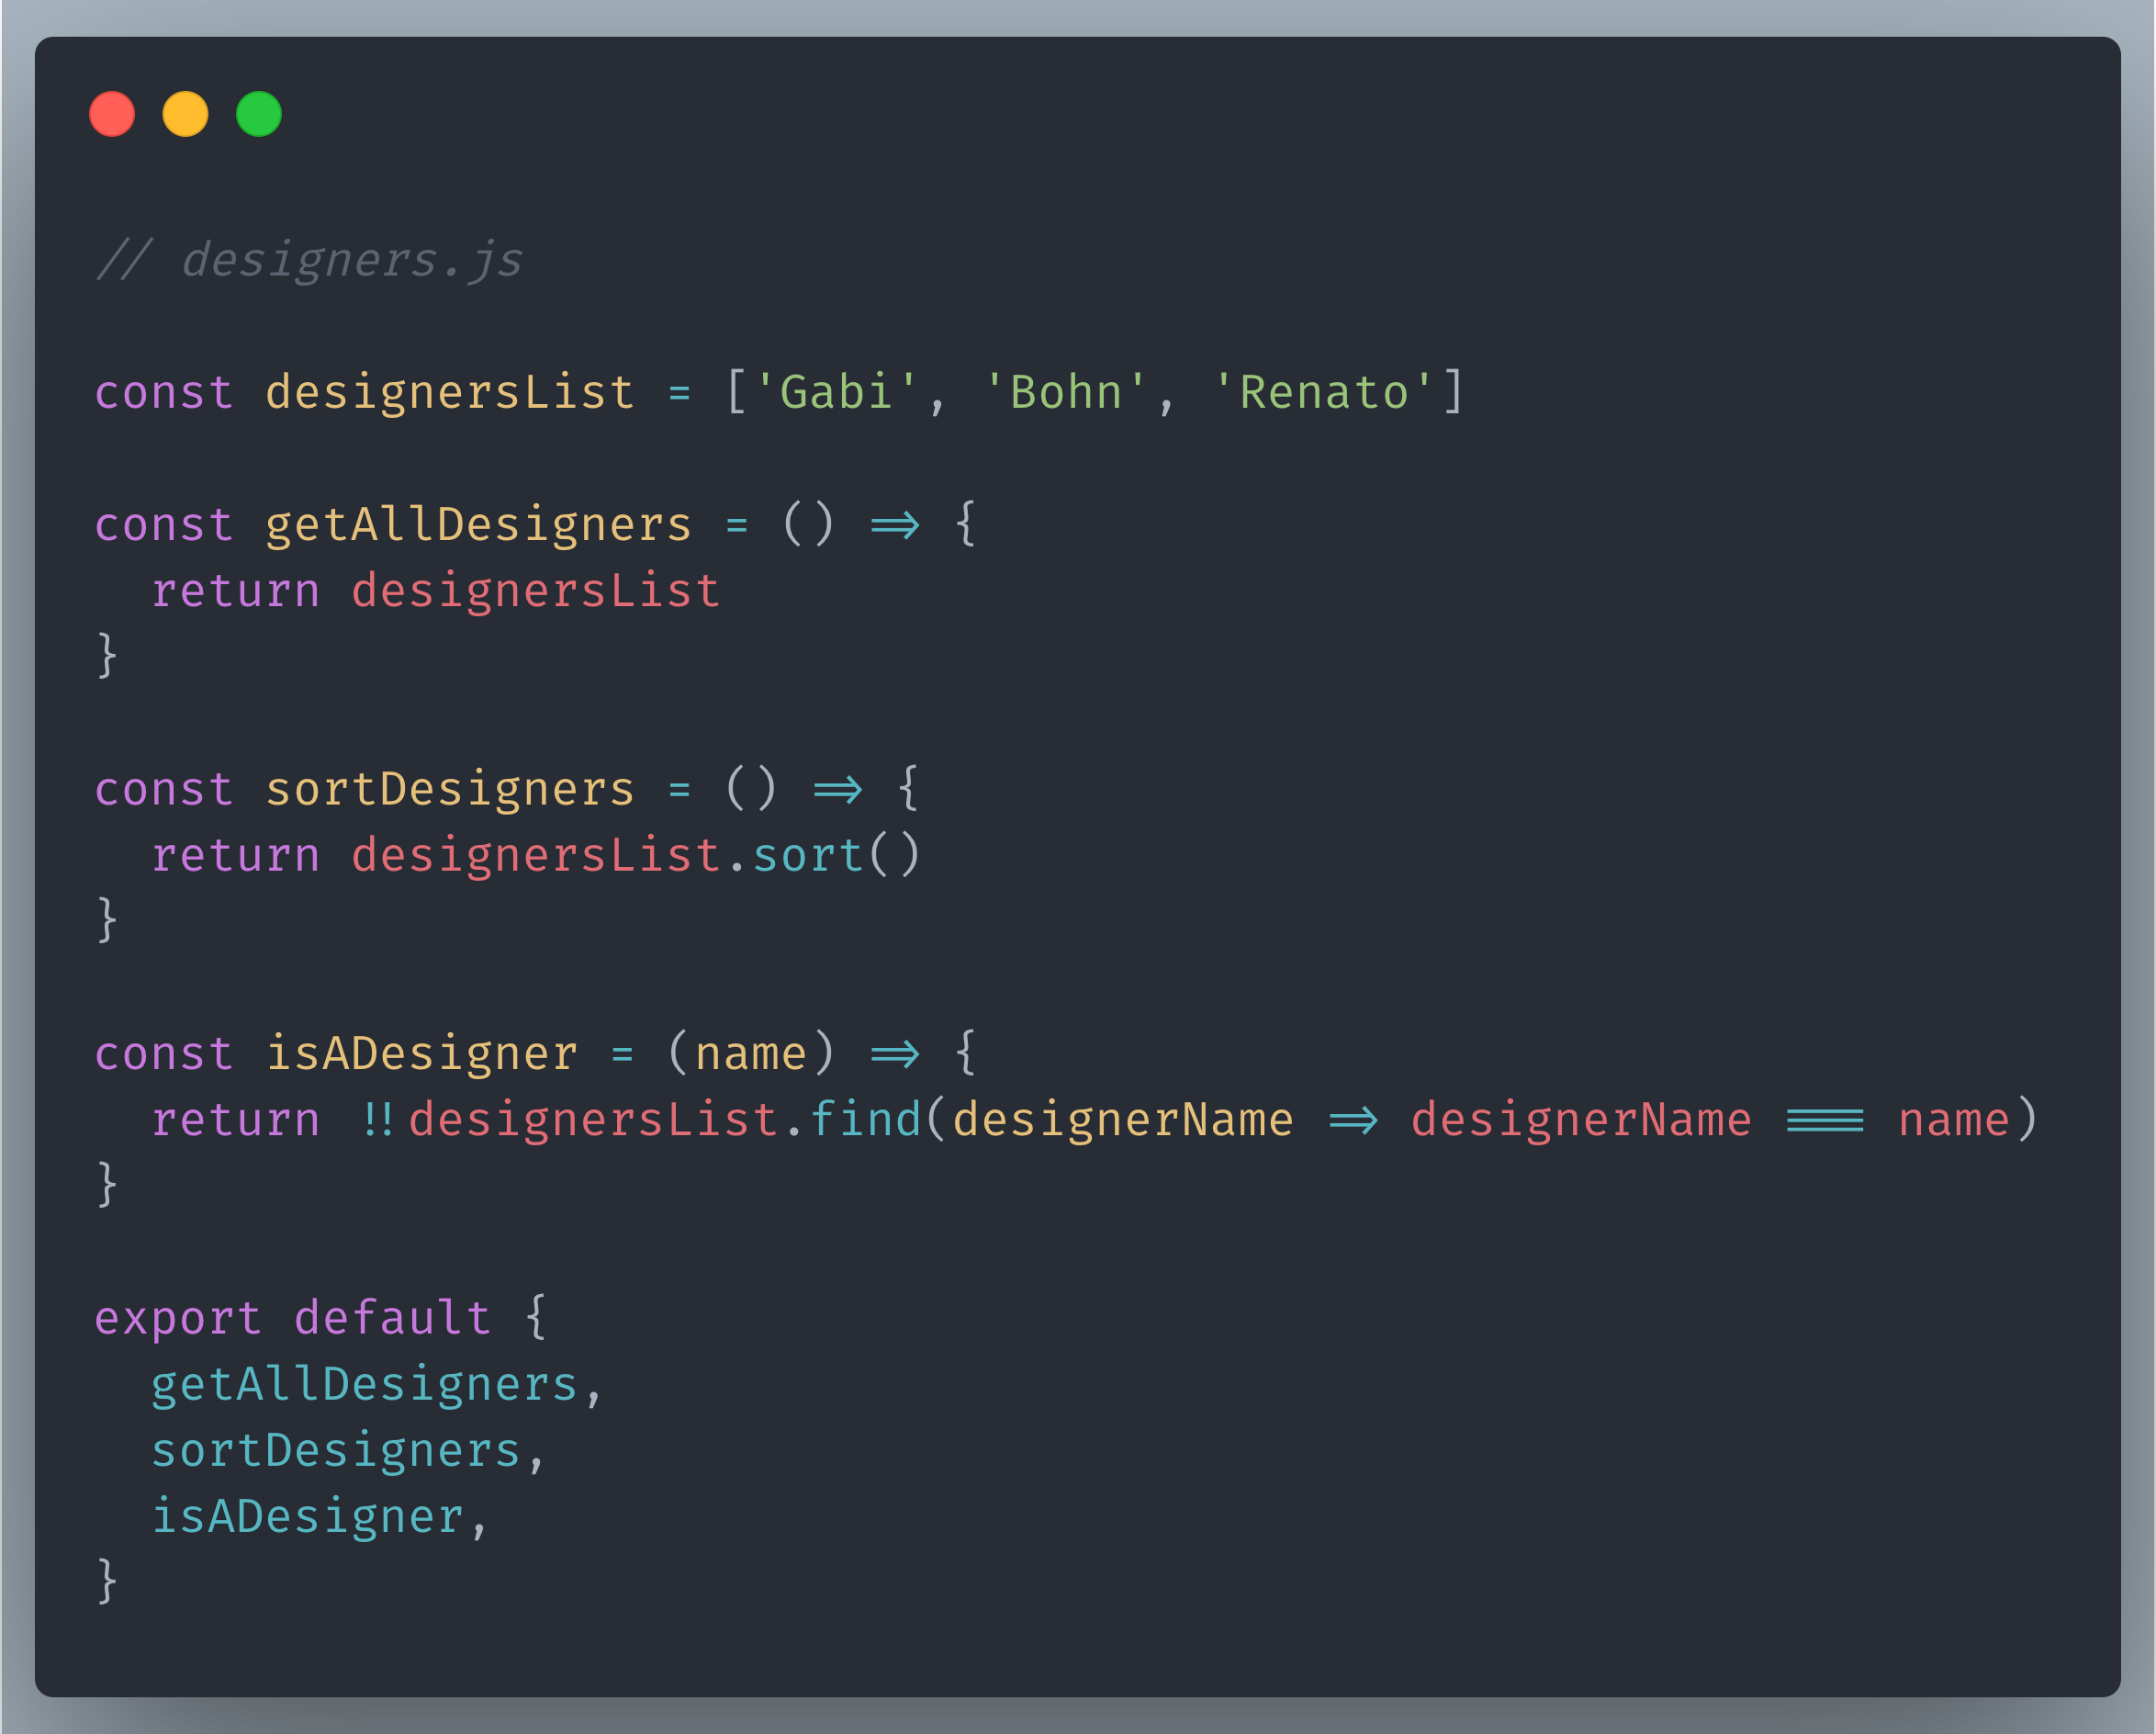 // designers.js
const designersList = ['Gabi', 'Bohn', 'Renato']
const getAllDesigners = () => {
  return designersList
}
const sortDesigners = () => {
  return designersList.sort()
}
const isADesigner = (name) => {
  return !!designersList.find(designerName => designerName === name)
}
export default {
  getAllDesigners,
  sortDesigners,
  isADesigner,
}